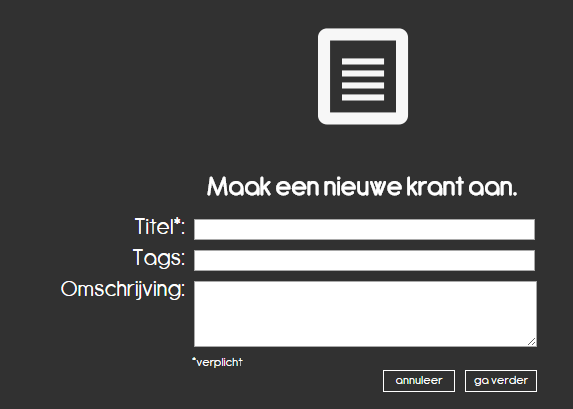 Maak een nieuwe krant aan.
Titel*:
Tags:
Omschrijving:
*verplicht
annuleer
ga verder